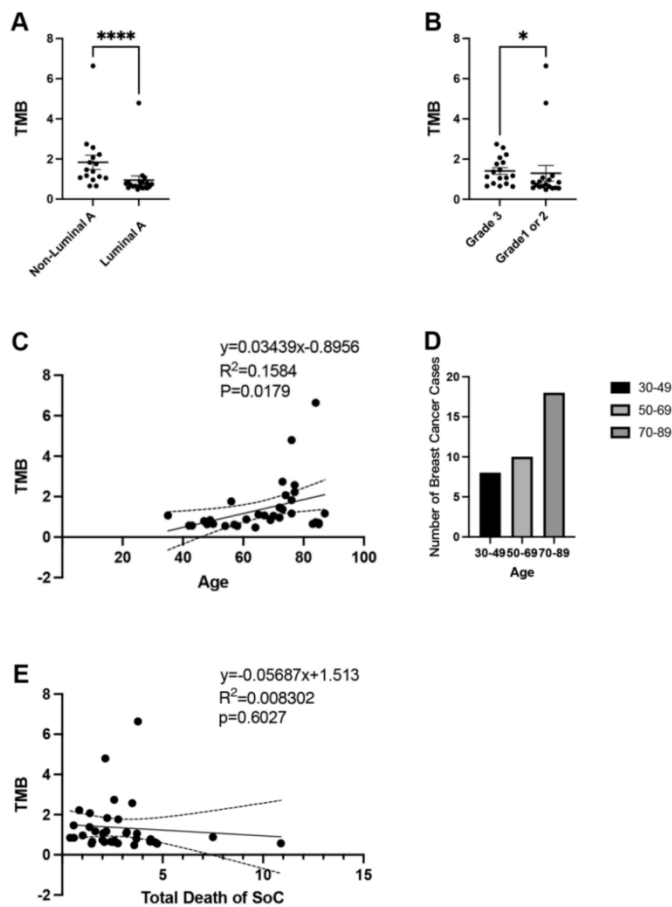 A
****
TMB
8
6
4
2
0
Non-Luminal A
Luminal A
B
*
TMB
8
6
4
2
0
Grade 3
Grade1 or 2
C
y=0.03439x-0.8956
R²=0.1584
P=0.0179
TMB
8
6
4
2
0
-2
20
40
60
80
100
Age
D
Number of Breast Cancer Cases
20
15
10
5
0
30-49 50-69 70-89
Age
30-49
50-69
70-89
E
y=-0.05687x+1.513
R²=0.008302
p=0.6027
TMB
8
6
4
2
0
-2
5
10
15
Total Death of SoC